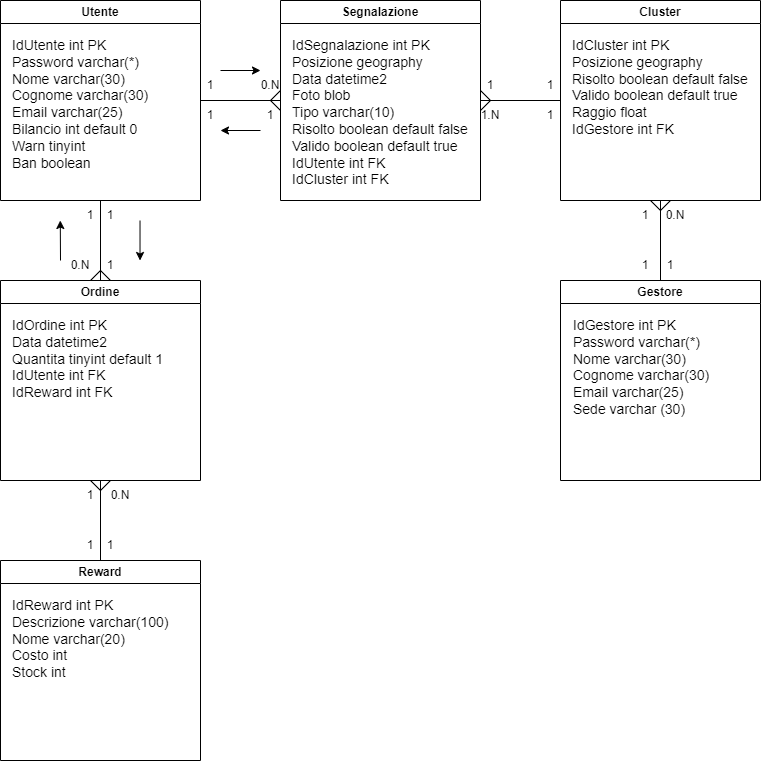 Utente
IdUtente int PK
Password varchar(*)
Nome varchar(30)
Cognome varchar(30)
Email varchar(25)
Bilancio int default 0
Warn tinyint
Ban boolean
1
0.N
1
1
Segnalazione
IdSegnalazione int PK
Posizione geography
Data datetime2
Foto blob
Tipo varchar(10)
Risolto boolean default false
Valido boolean default true
IdUtente int FK
IdCluster int FK
1
1
1.N
1
Cluster
IdCluster int PK
Posizione geography
Risolto boolean default false
Valido boolean default true
Raggio float
IdGestore int FK
1 1
0.N 1
1 0.N
1 1
Ordine
IdOrdine int PK
Data datetime2
Quantita tinyint default 1
IdUtente int FK
IdReward int FK
Gestore
IdGestore int PK
Password varchar(*)
Nome varchar(30)
Cognome varchar(30)
Email varchar(25)
Sede varchar (30)
1 0.N
1 1
Reward
IdReward int PK
Descrizione varchar(100)
Nome varchar(20)
Costo int
Stock int